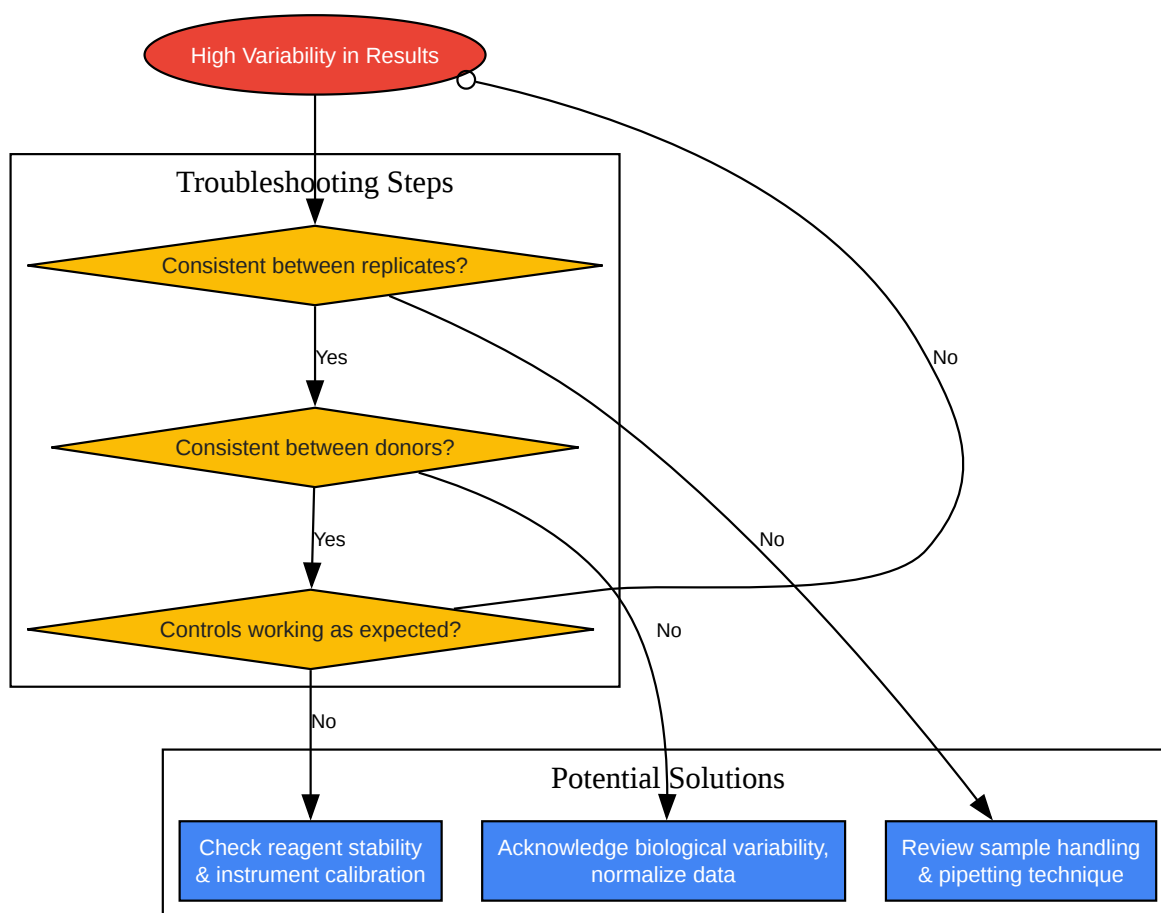 High Variability in Results
Troubleshooting Steps
Consistent between replicates?
Yes
No
Consistent between donors?
Yes
No
Controls working as expected?
No
No
Potential Solutions
Check reagent stability
& instrument calibration
Acknowledge biological variability,
normalize data
Review sample handling
& pipetting technique